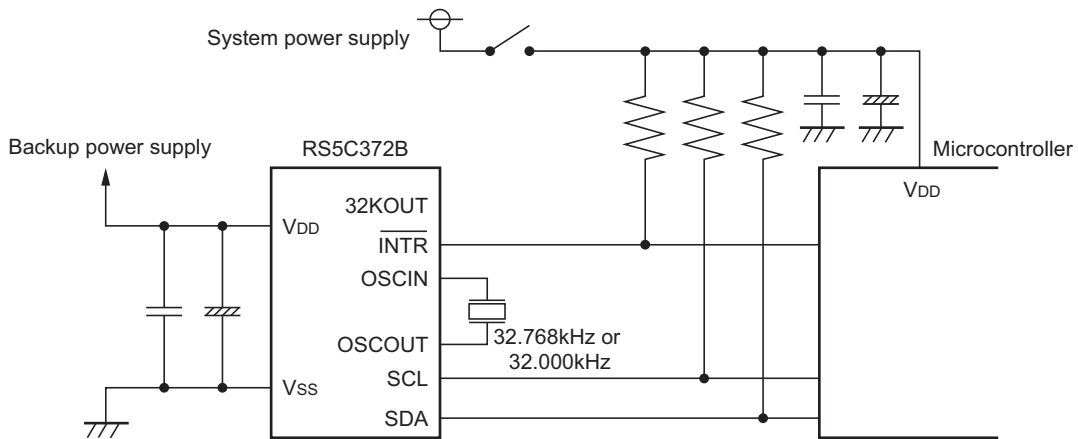 System power supply
Backup power supply
RS5C372B
Microcontroller
VDD
32KOUT
VDD
INTR
OSCIN
32.768kHz or
32.000kHz
OSCOUT
VSS
SCL
SDA